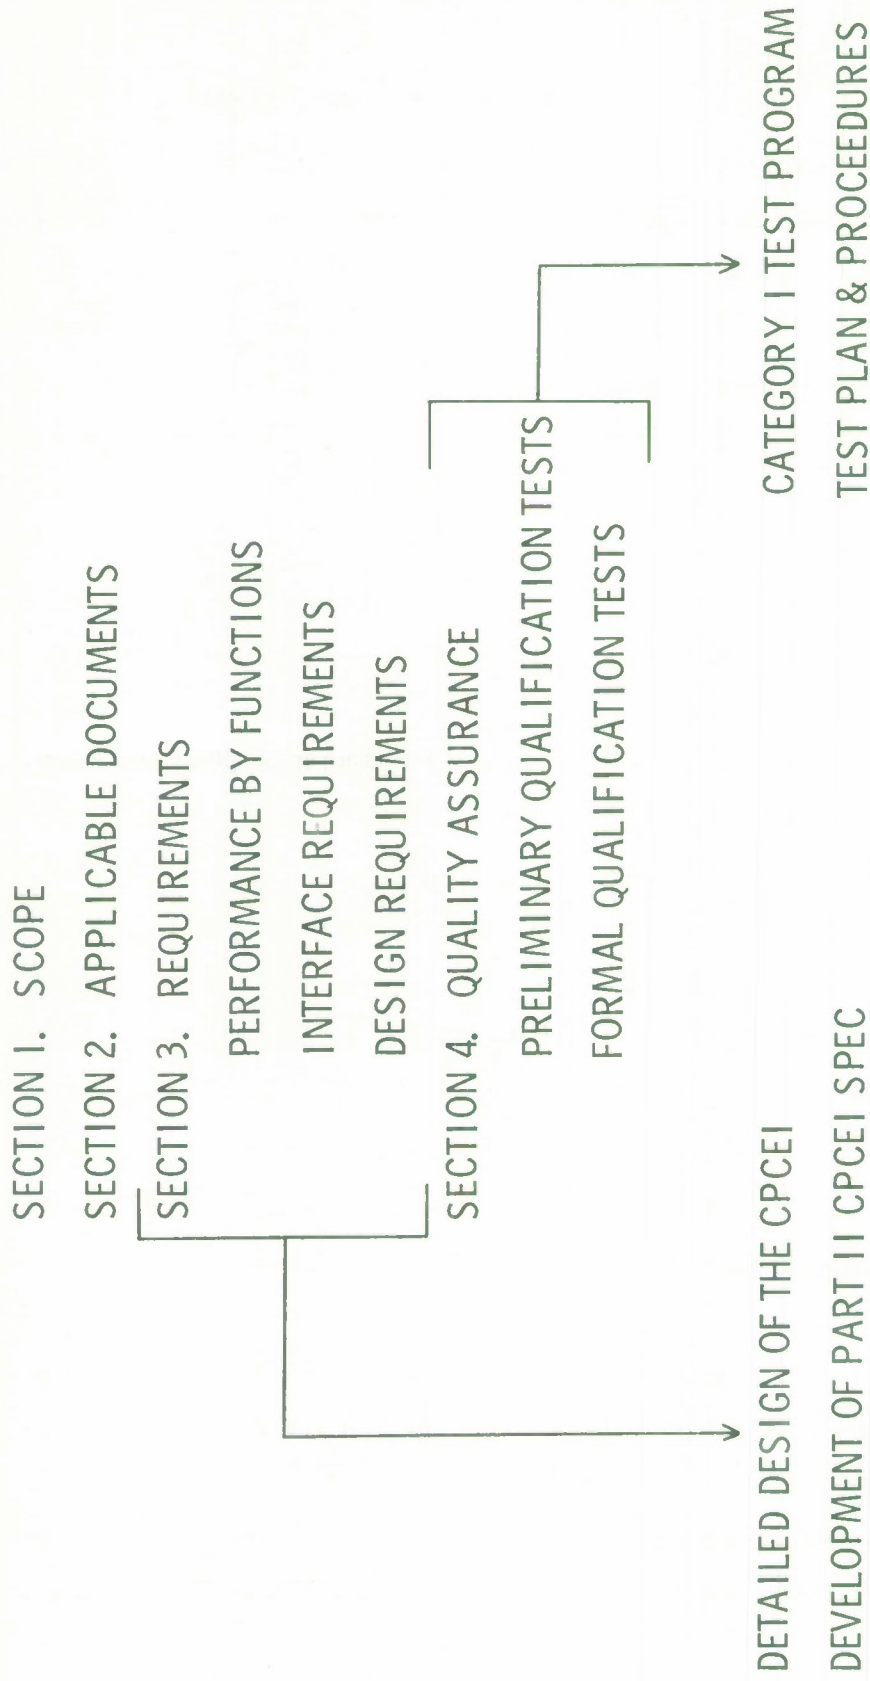 SECTION 1. SCOPE
SECTION 2. APPLICABLE DOCUMENTS
SECTION 3. REQUIREMENTS
PERFORMANCE BY FUNCTIONS
INTERFACE REQUIREMENTS
DESIGN REQUIREMENTS
SECTION 4. QUALITY ASSURANCE
PRELIMINARY QUALIFICATION TESTS
FORMAL QUALIFICATION TESTS
DETAILED DESIGN OF THE CPCEI
DEVELOPMENT OF PART II CPCEI SPEC
CATEGORY I TEST PROGRAM
TEST PLAN & PROCEEDURES